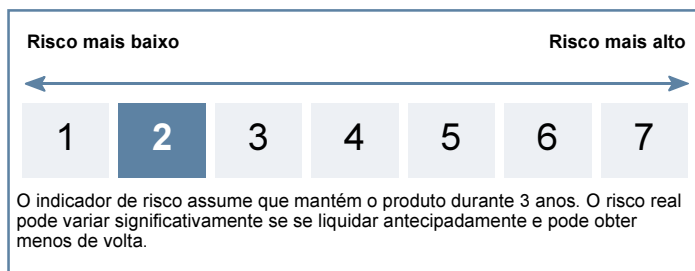 Risco mais baixo Risco mais alto
1 2 3 4 5 6 7
O indicador de risco assume que mantém o produto durante 3 anos. O risco real
pode variar significativamente se se liquidar antecipadamente e pode obter
menos de volta.